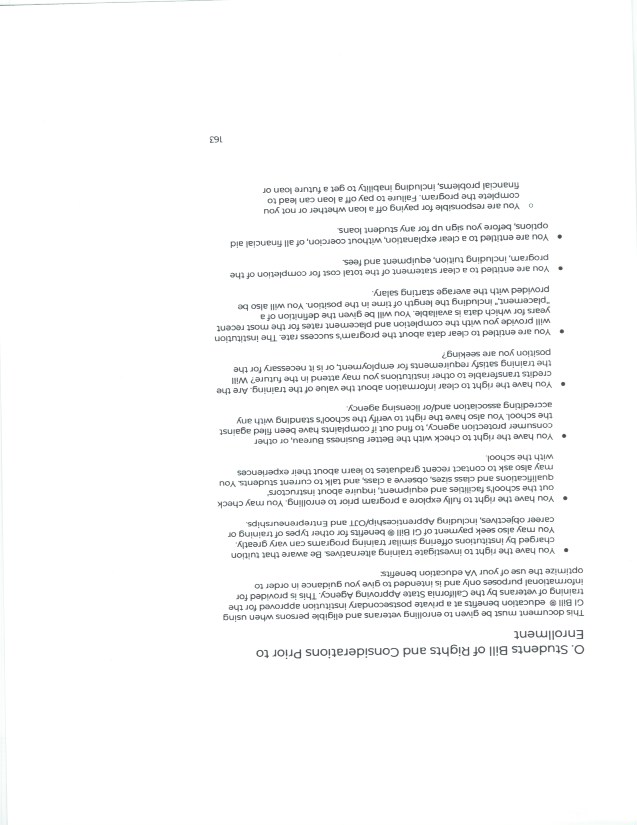 O. Students Bill of Rights and Considerations Prior to
Enrollment
This document must be given to enrolling veterans and eligible persons when using
GI Bill ® education benefits at a private postsecondary institution approved for the
training of veterans by the California State Approving Agency. This is provided for
informational purposes only and is intended to give you guidance in order to
optimize the use of your VA education benefits:
• You have the right to investigate training alternatives. Be aware that tuition
charged by institutions offering similar training programs can vary greatly.
You may also seek payment of GI Bill ® benefits for other types of training or
career objectives, including Apprenticeship/OJT and Entrepreneurships.
• You have the right to fully explore a program prior to enrolling. You may check
out the school's facilities and equipment, inquire about instructors'
qualifications and class sizes, observe a class, and talk to current students. You
may also ask to contact recent graduates to learn about their experiences
with the school.
• You have the right to check with the Better Business Bureau, or other
consumer protection agency, to find out if complaints have been filed against
the school. You also have the right to verify the school's standing with any
accrediting association and/or licensing agency.
• You have the right to clear information about the value of the training. Are the
credits transferable to other institutions you may attend in the future? Will
the training satisfy requirements for employment, or is it necessary for the
position you are seeking?
• You are entitled to clear data about the program's success rate. The institution
will provide you with the completion and placement rates for the most recent
years for which data is available. You will be given the definition of a
"placement," including the length of time in the position. You will also be
provided with the average starting salary.
• You are entitled to a clear statement of the total cost for completion of the
program, including tuition, equipment and fees.
• You are entitled to a clear explanation, without coercion, of all financial aid
options, before you sign up for any student loans.
○ You are responsible for paying off a loan whether or not you
complete the program. Failure to pay off a loan can lead to
financial problems, including inability to get a future loan or
163